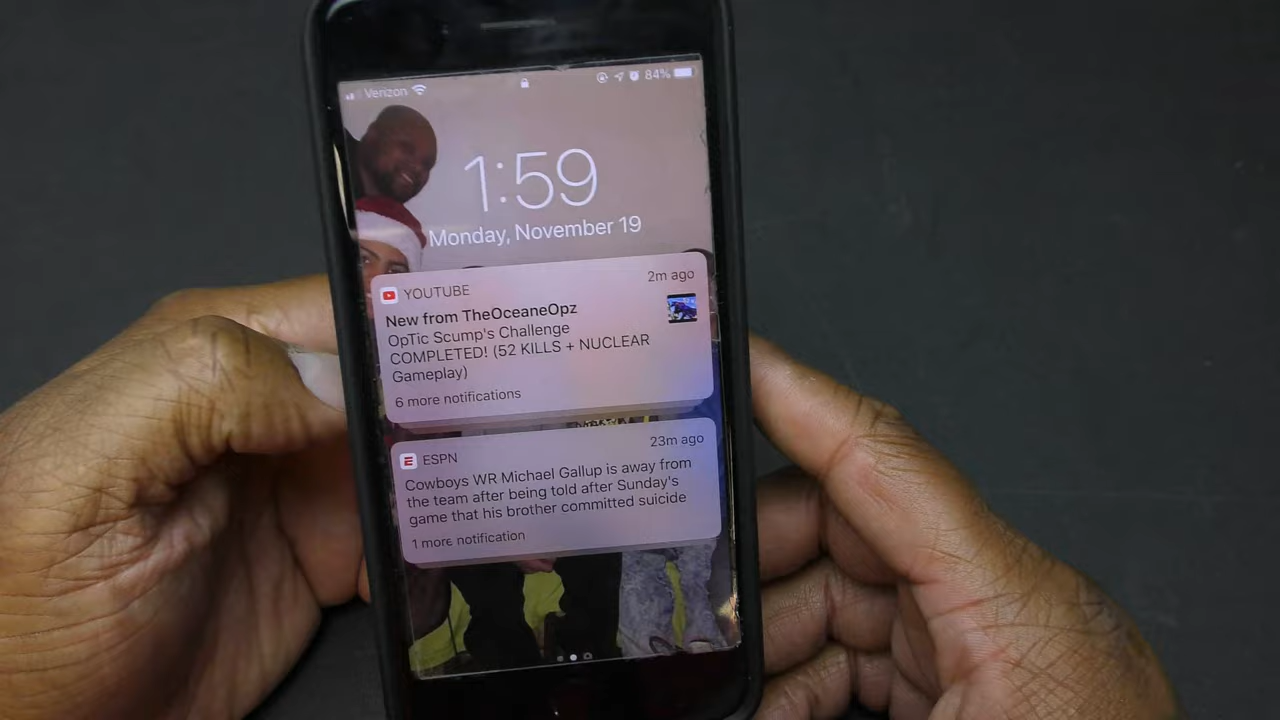 Verizon 84%
1:59
Monday, November 19
YOUTUBE 2m ago
New from TheOceaneOpz
OpTic Scump's Challenge
COMPLETED! (52 KILLS + NUCLEAR
Gameplay)
6 more notifications
ESPN 23m ago
Cowboys WR Michael Gallup is away from
the team after being told after Sunday's
game that his brother committed suicide
1 more notification